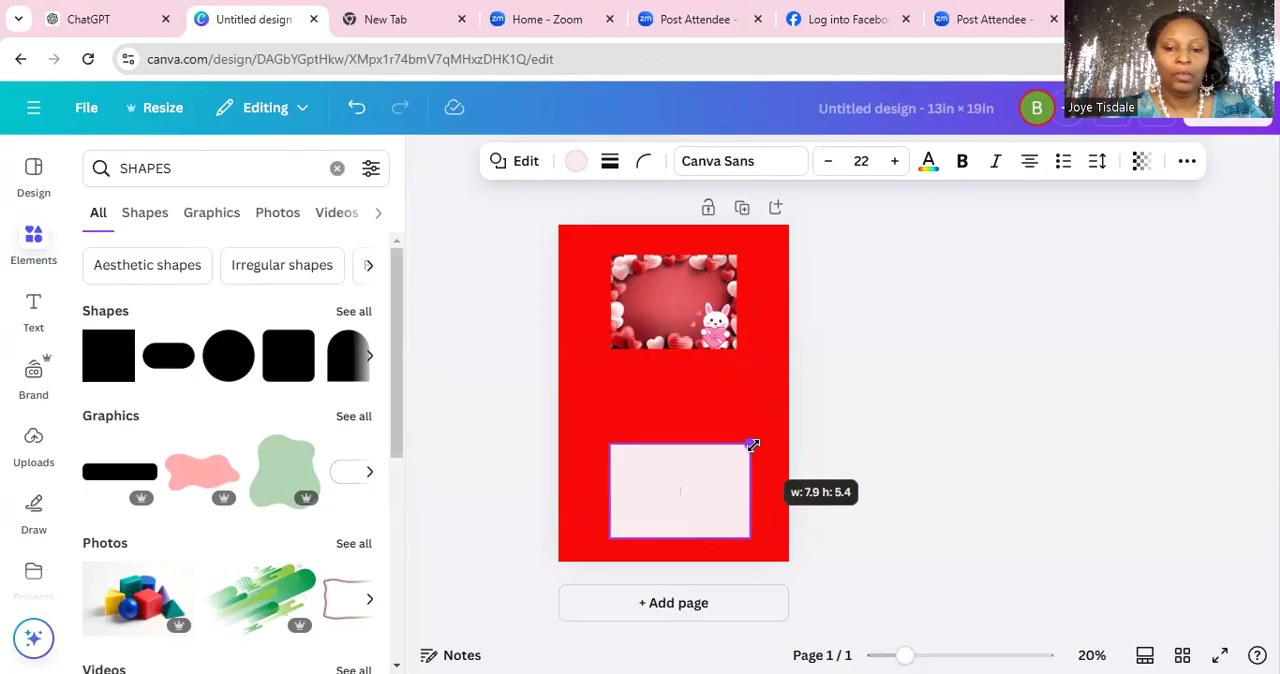 ChatGPT
Untitled design
New Tab
Home - Zoom
Post Attendee -
Log into Facebo
Post Attendee -
canva.com/design/DAGbYGptHkw/XMpx1r74bmV7qMHxzDHK1Q/edit
Joye Tisdale
File
Resize
Editing
Untitled design - 13in × 19in
B
SHAPES
Edit
Canva Sans
– 22 +
A
B
I
Design
All
Shapes
Graphics
Photos
Videos
Elements
Aesthetic shapes
Irregular shapes
Text
Shapes
See all
Brand
Graphics
See all
Uploads
w: 7.9 h: 5.4
Draw
Photos
See all
Projects
+ Add page
Videos
See all
Notes
Page 1 / 1
20%